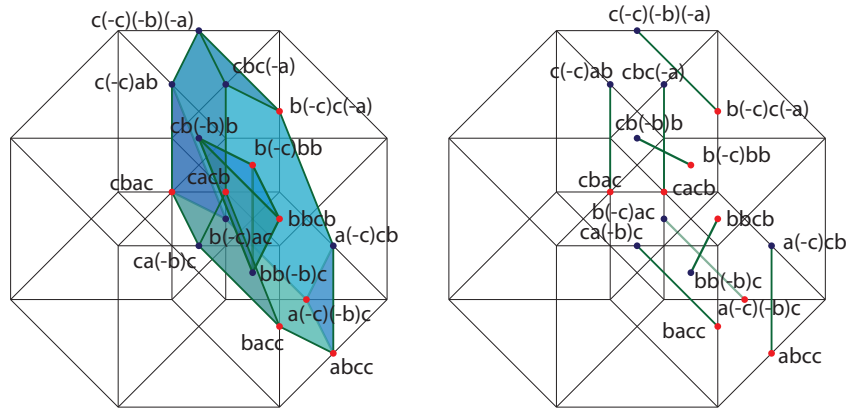 c(-c)(-b)(-a)
c(-c)ab
cbc(-a)
b(-c)c(-a)
cb(-b)b
b(-c)bb
cbac
cacb
bbcb
b(-c)ac
a(-c)cb
ca(-b)c
bb(-b)c
a(-c)(-b)c
bacc
abcc
c(-c)(-b)(-a)
c(-c)ab
cbc(-a)
b(-c)c(-a)
cb(-b)b
b(-c)bb
cbac
cacb
b(-c)ac
bbcb
ca(-b)c
a(-c)cb
bb(-b)c
a(-c)(-b)c
bacc
abcc